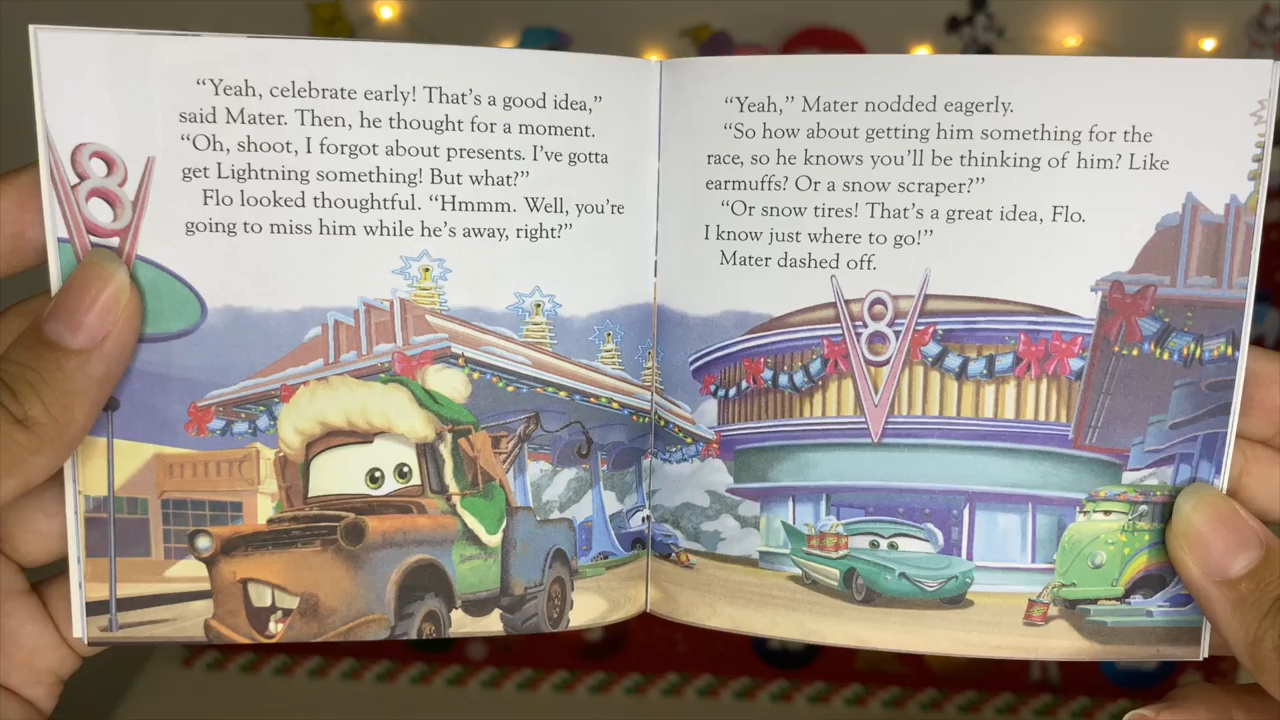 “Yeah, celebrate early! That’s a good idea,”
said Mater. Then, he thought for a moment.
“Oh, shoot, I forgot about presents. I’ve gotta
get Lightning something! But what?”
Flo looked thoughtful. “Hmmm. Well, you’re
going to miss him while he’s away, right?”
8
V
“Yeah,” Mater nodded eagerly.
“So how about getting him something for the
race, so he knows you’ll be thinking of him? Like
earmuffs? Or a snow scraper?”
“Or snow tires! That’s a great idea, Flo.
I know just where to go!”
Mater dashed off.
8
V